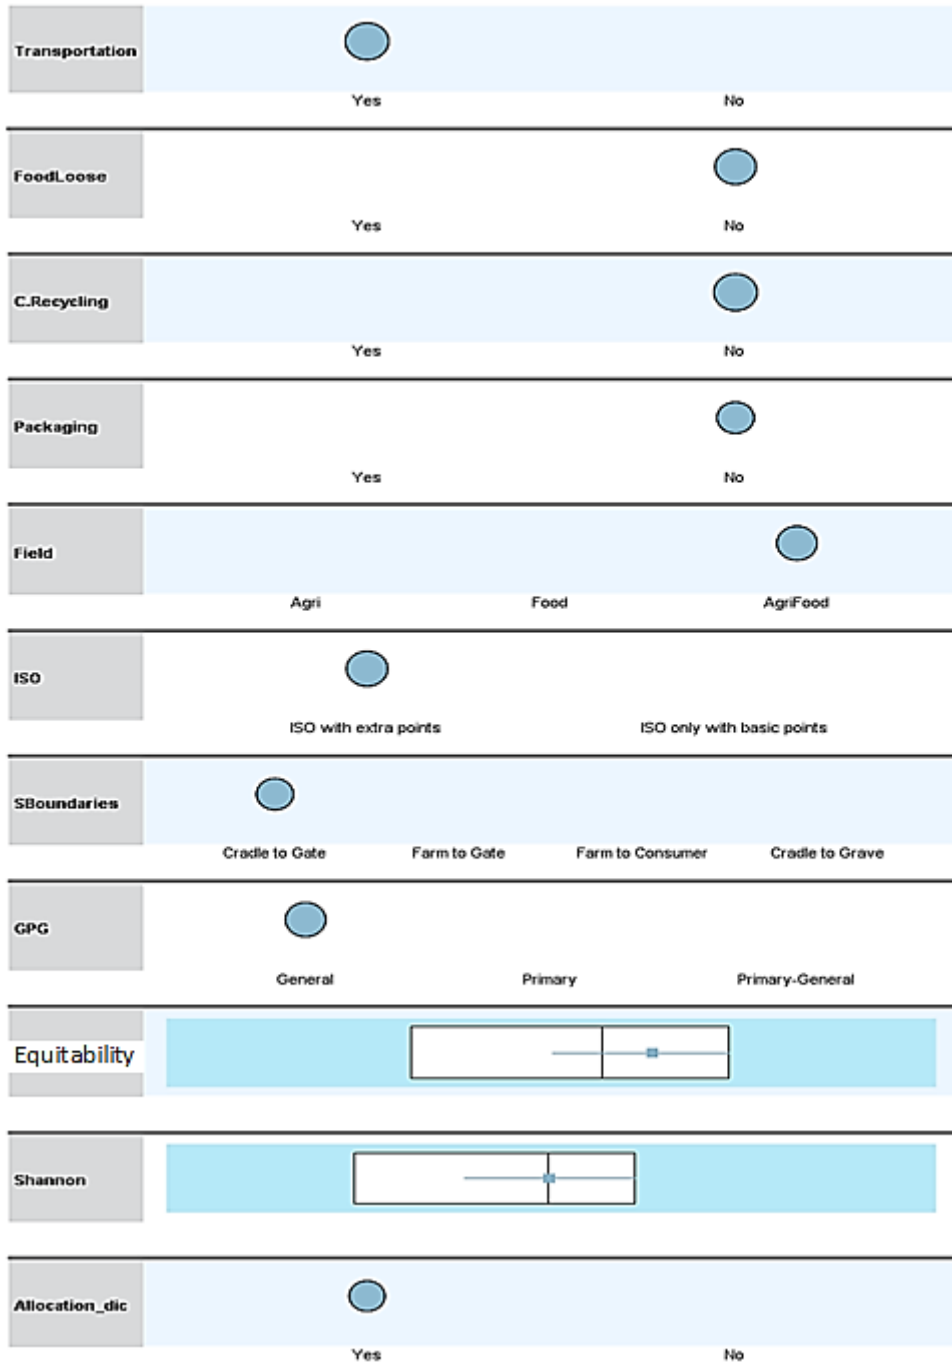 Transportation
Yes No
FoodLoose
Yes No
C.Recycling
Yes No
Packaging
Yes No
Field
Agri Food AgriFood
ISO
ISO with extra points ISO only with basic points
SBoundaries
Cradle to Gate Farm to Gate Farm to Consumer Cradle to Grave
GPG
General Primary Primary-General
Equitability
Shannon
Allocation_dic
Yes No